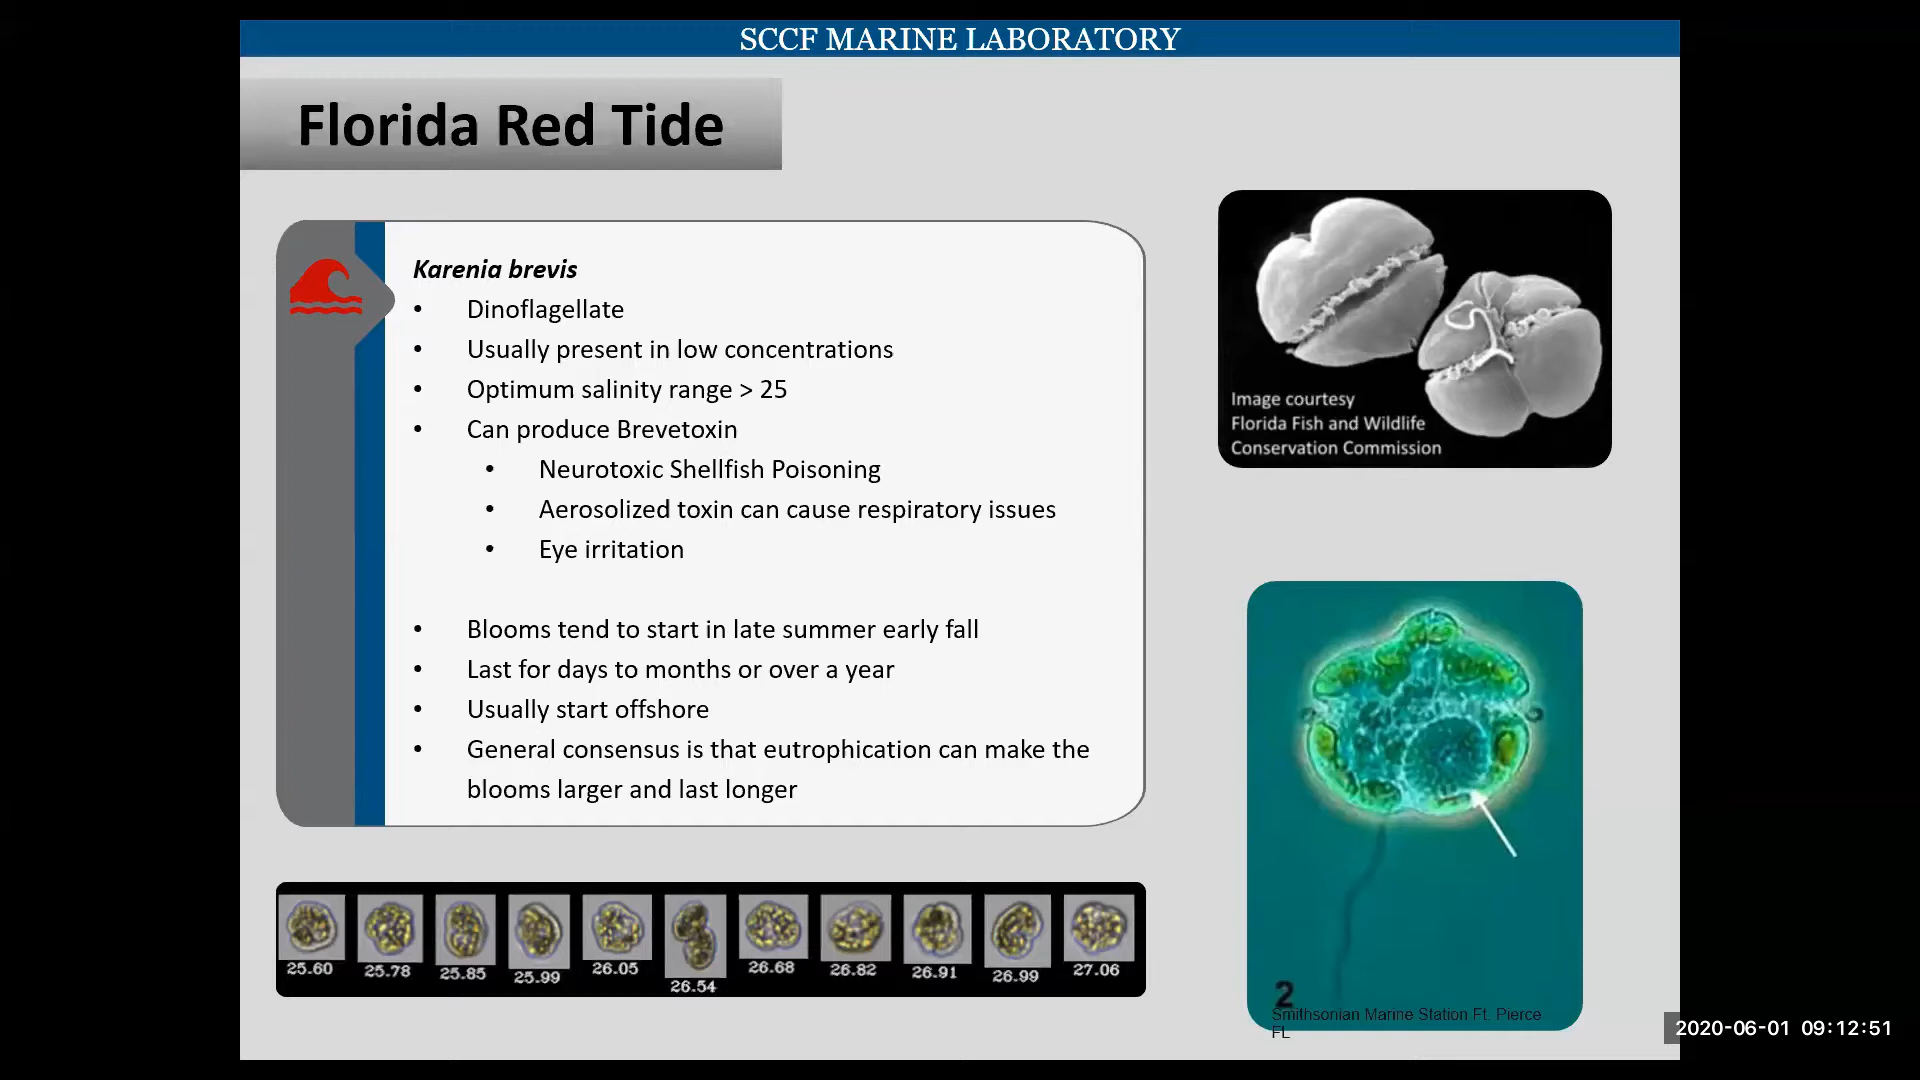 SCCF MARINE LABORATORY
Florida Red Tide
Karenia brevis
• Dinoflagellate
• Usually present in low concentrations
• Optimum salinity range > 25
• Can produce Brevetoxin
• Neurotoxic Shellfish Poisoning
• Aerosolized toxin can cause respiratory issues
• Eye irritation
• Blooms tend to start in late summer early fall
• Last for days to months or over a year
• Usually start offshore
• General consensus is that eutrophication can make the
blooms larger and last longer
Image courtesy
Florida Fish and Wildlife
Conservation Commission
25.60 25.78 25.85 25.99 26.05 26.54 26.68 26.82 26.91 26.99 27.06
2
Smithsonian Marine Station Ft. Pierce
FL
2020-06-01 09:12:51